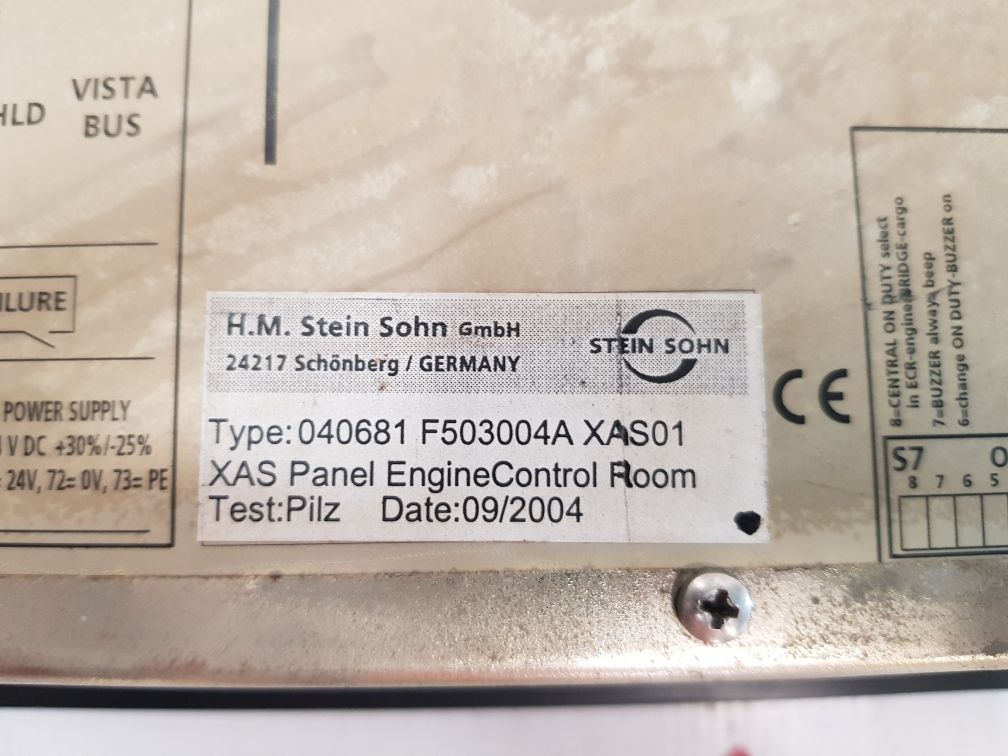 VISTA
BUS
HLD
ILURE
POWER SUPPLY
V DC +30%/-25%
24V, 72= 0V, 73= PE
H.M. Stein Sohn GmbH
24217 Schönberg / GERMANY
STEIN SOHN
Type:040681 F503004A XAS01
XAS Panel EngineControl Room
Test:Pilz Date:09/2004
CE
8=CENTRAL ON DUTY select
in ECR-engine/BRIDGE-cargo
7=BUZZER always beep
6=change ON DUTY-BUZZER on
S7 O
8 7 6 5